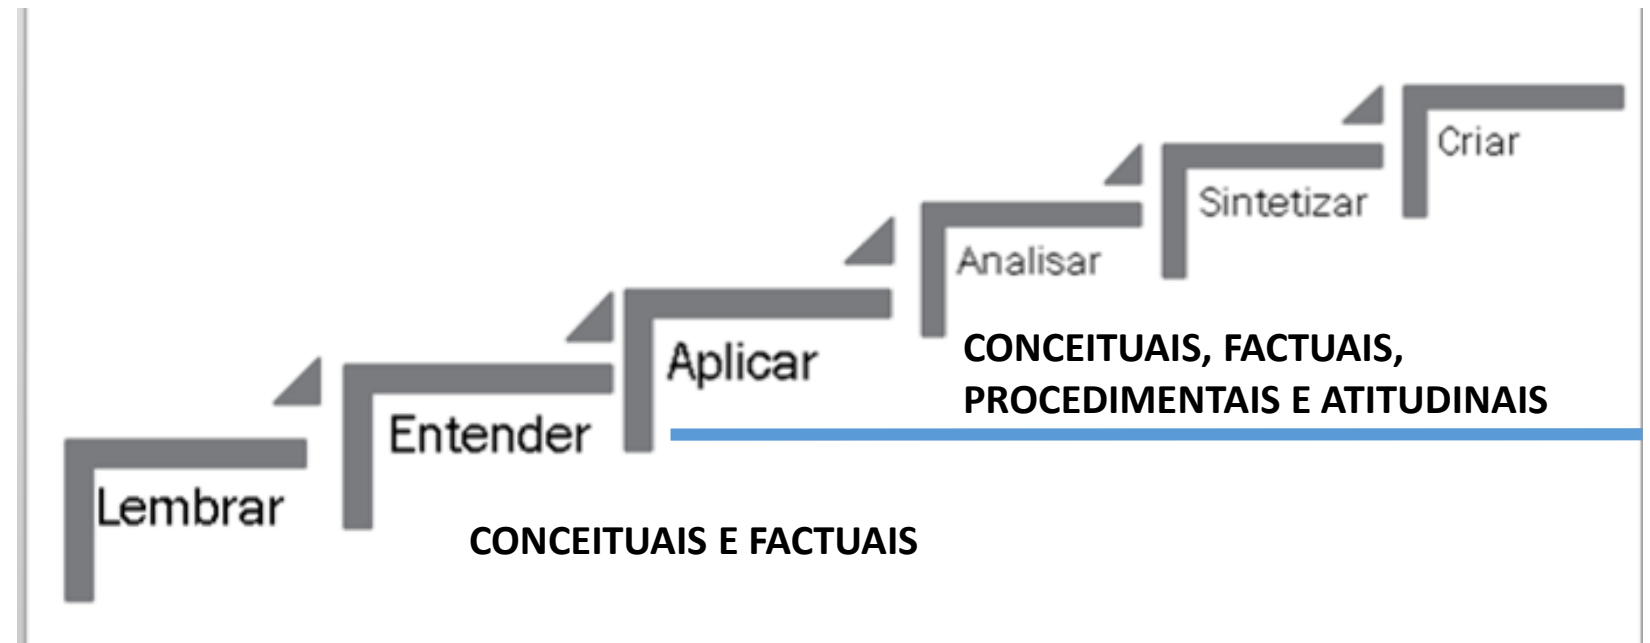 Criar
Sintetizar
Analisar
Aplicar
CONCEITUAIS, FACTUAIS,
PROCEDIMENTAIS E ATITUDINAIS
Entender
Lembrar
CONCEITUAIS E FACTUAIS